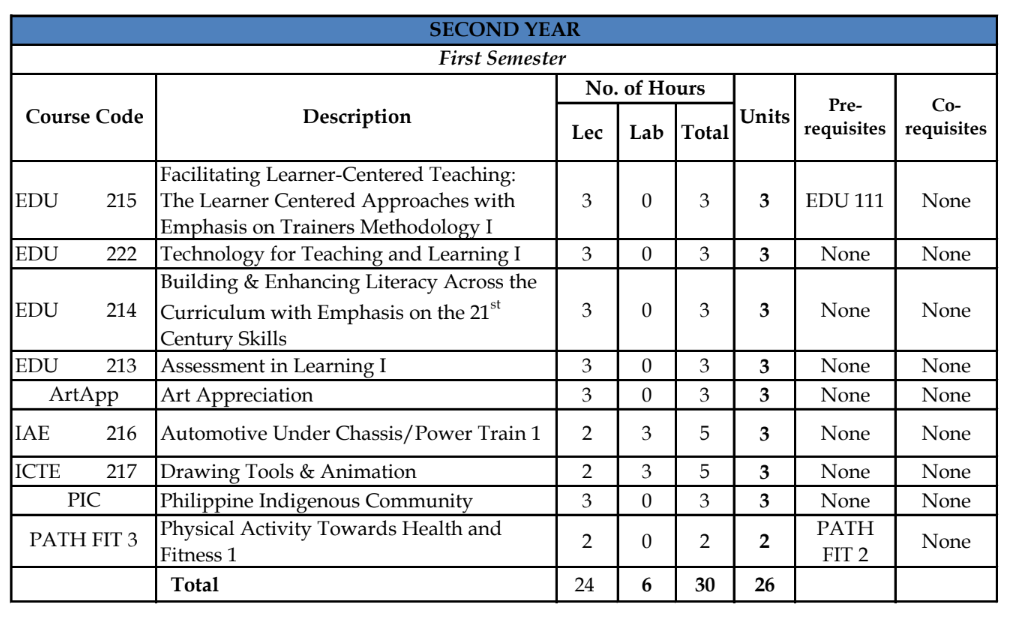 SECOND YEAR
First Semester
Course Code Description No. of Hours Units Pre-requisites Co-requisites
Lec Lab Total
EDU 215 Facilitating Learner-Centered Teaching:
The Learner Centered Approaches with
Emphasis on Trainers Methodology I 3 0 3 3 EDU 111 None
EDU 222 Technology for Teaching and Learning I 3 0 3 3 None None
EDU 214 Building & Enhancing Literacy Across the
Curriculum with Emphasis on the 21st
Century Skills 3 0 3 3 None None
EDU 213 Assessment in Learning I 3 0 3 3 None None
ArtApp Art Appreciation 3 0 3 3 None None
IAE 216 Automotive Under Chassis/Power Train 1 2 3 5 3 None None
ICTE 217 Drawing Tools & Animation 2 3 5 3 None None
PIC Philippine Indigenous Community 3 0 3 3 None None
PATH FIT 3 Physical Activity Towards Health and
Fitness 1 2 0 2 2 PATH FIT 2 None
Total 24 6 30 26